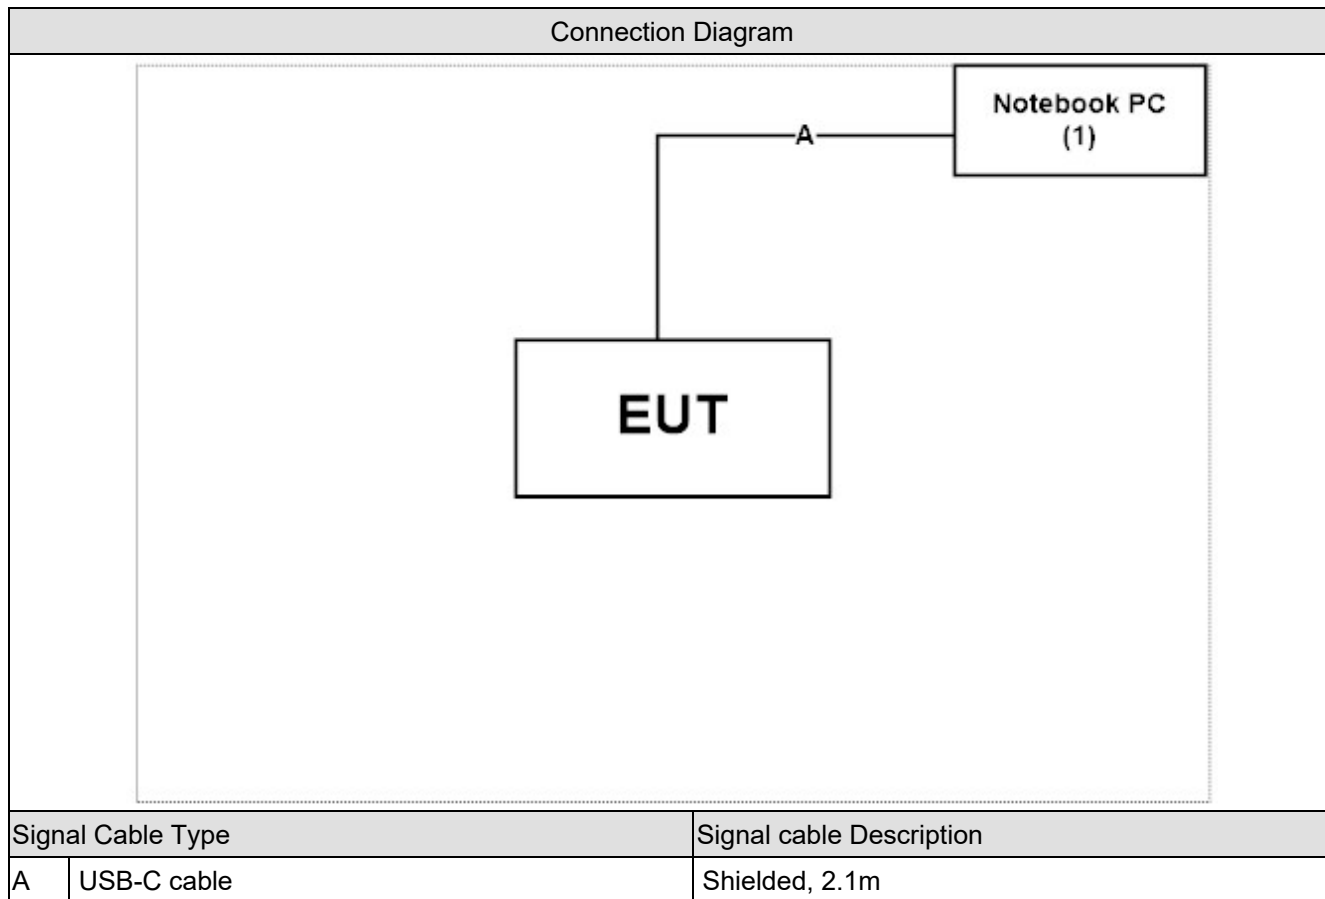 Connection Diagram
Notebook PC
(1)
A
EUT
Signal Cable Type Signal cable Description
A USB-C cable Shielded, 2.1m